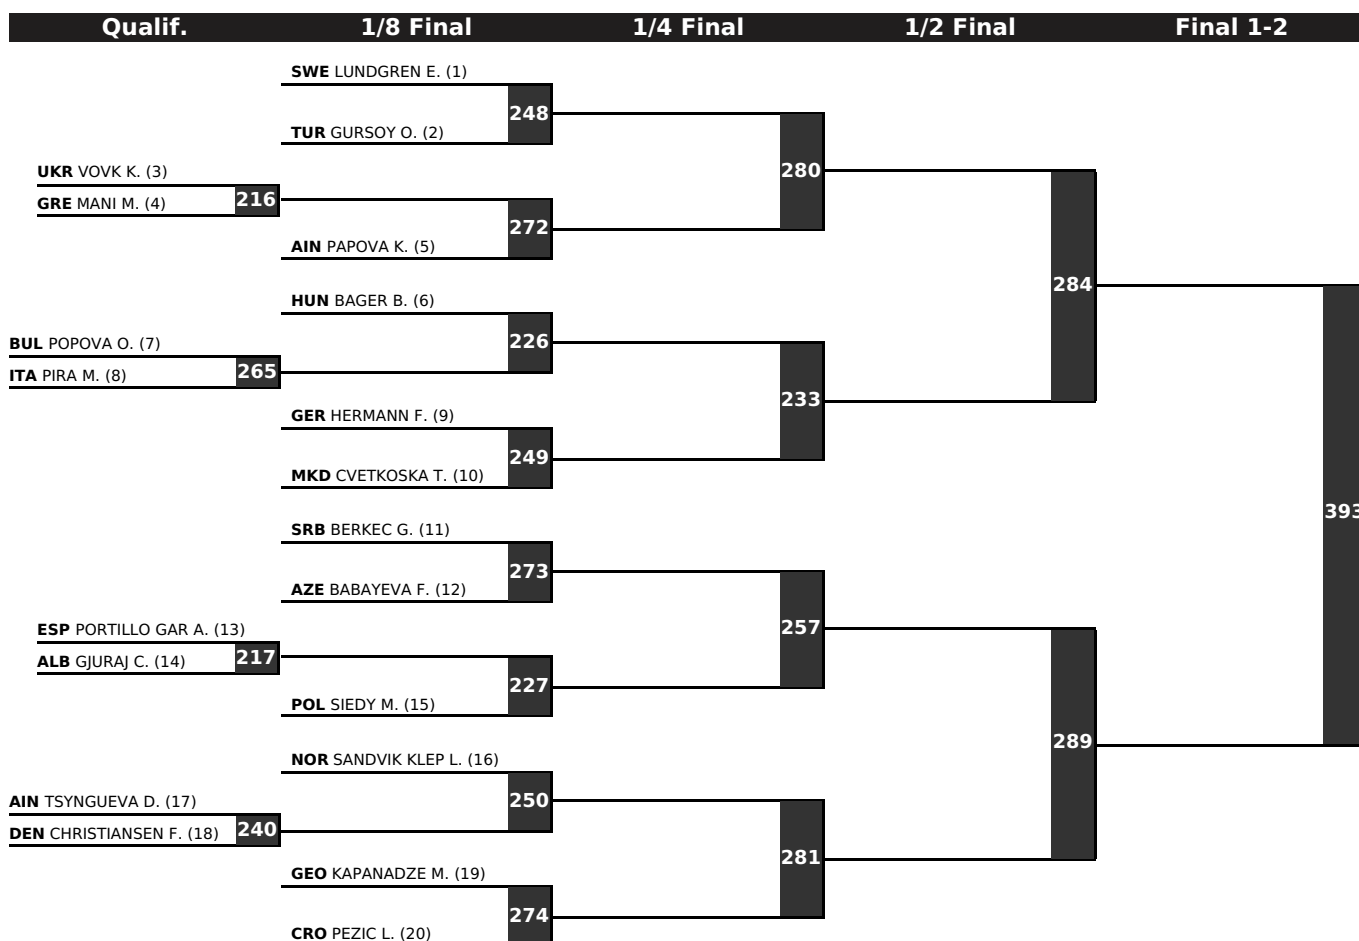 Qualif. 1/8 Final 1/4 Final 1/2 Final Final 1-2
SWE LUNDGREN E. (1)
248
TUR GURSOY O. (2)
UKR VOVK K. (3)
280
216
GRE MANI M. (4)
272
AIN PAPOVA K. (5)
284
HUN BAGER B. (6)
226
BUL POPOVA O. (7)
265
ITA PIRA M. (8)
233
GER HERMANN F. (9)
249
MKD CVETKOSKA T. (10)
393
SRB BERKEC G. (11)
273
AZE BABAYEVA F. (12)
257
ESP PORTILLO GAR A. (13)
217
ALB GJURAJ C. (14)
227
POL SIEDY M. (15)
289
NOR SANDVIK KLEP L. (16)
250
AIN TSYNGUEVA D. (17)
240
DEN CHRISTIANSEN F. (18)
281
GEO KAPANADZE M. (19)
274
CRO PEZIC L. (20)